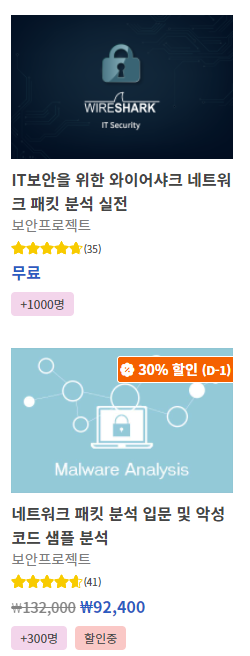 WIRESHARK
IT Security
IT보안을 위한 와이어샤크 네트워
크 패킷 분석 실전
보안프로젝트
(35)
무료
+1000명
30% 할인 (D-1)
Malware Analysis
네트워크 패킷 분석 입문 및 악성
코드 샘플 분석
보안프로젝트
(41)
₩132,000 ₩92,400
+300명 할인중